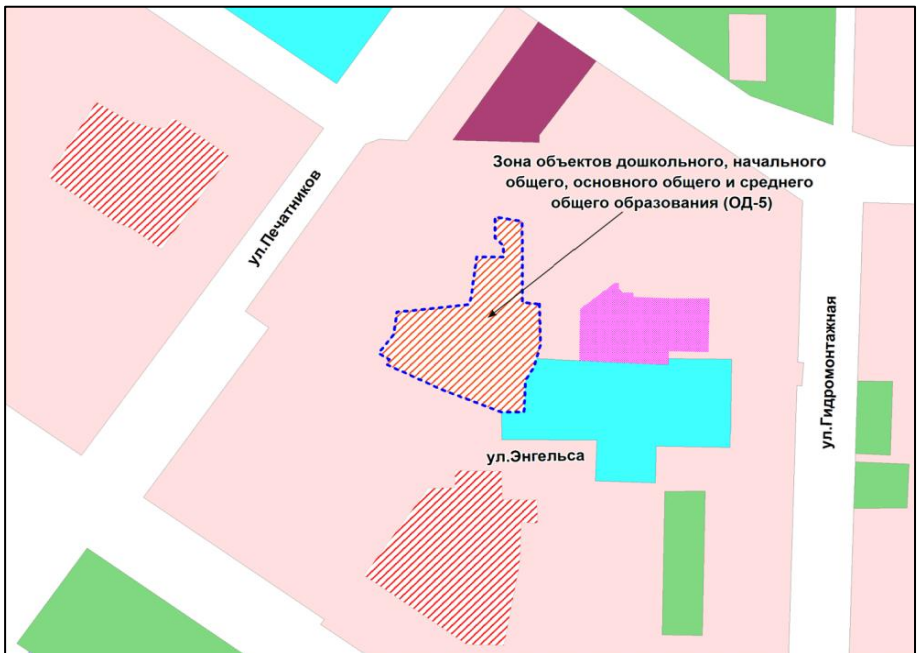 Зона объектов дошкольного, начального
общего, основного общего и среднего
общего образования (ОД-5)
ул.Печатников
ул.Гидромонтажная
ул.Энгельса